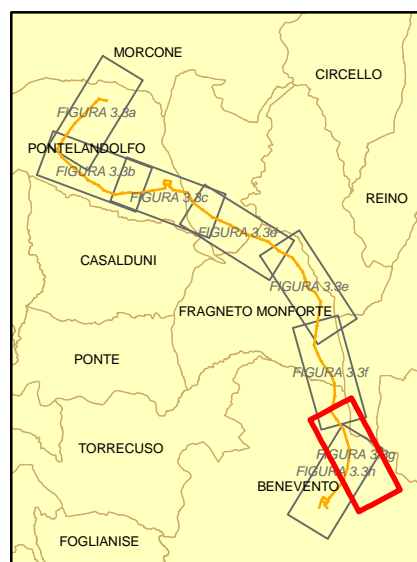 MORCONE
CIRCELLO
FIGURA 3.3a
PONTELANDOLFO
FIGURA 3.3b
FIGURA 3.3c
REINO
FIGURA 3.3d
CASALDUNI
FIGURA 3.3e
FRAGNETO MONFORTE
PONTE
FIGURA 3.3f
TORRECUSO
FIGURA 3.3g
FIGURA 3.3h
BENEVENTO
FOGLIANISE